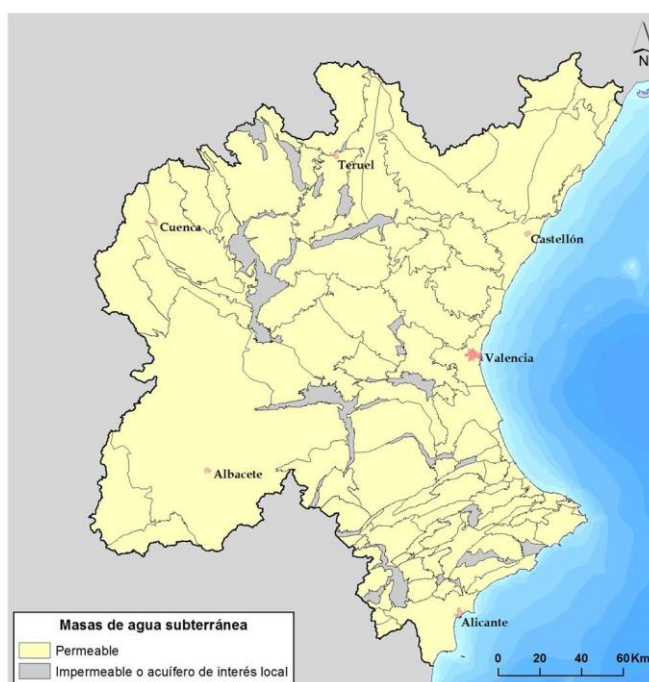 N
Teruel
Cuenca
Castellón
Valencia
Albacete
Alicante
Masas de agua subterránea
Permeable
Impermeable o acuífero de interés local
0 20 40 60 Km